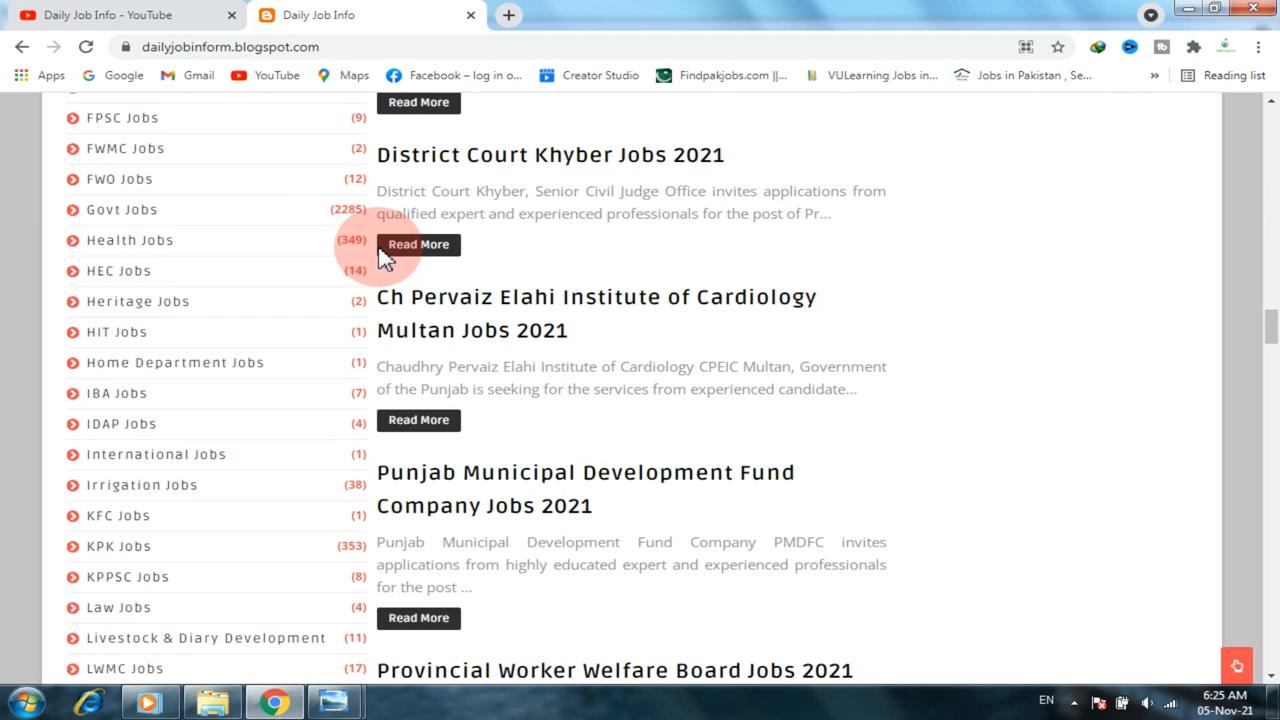 Daily Job Info - YouTube
Daily Job Info
dailyjobinform.blogspot.com
Apps
Google
Gmail
YouTube
Maps
Facebook – log in o...
Creator Studio
Findpakjobs.com ||...
VULearning Jobs in...
Jobs in Pakistan , Se...
»
Reading list
FPSC Jobs (9)
FWMC Jobs (2)
FWO Jobs (12)
Govt Jobs (2285)
Health Jobs (349)
HEC Jobs (14)
Heritage Jobs (2)
HIT Jobs (1)
Home Department Jobs (1)
IBA Jobs (7)
IDAP Jobs (4)
International Jobs (1)
Irrigation Jobs (38)
KFC Jobs (1)
KPK Jobs (353)
KPPSC Jobs (8)
Law Jobs (4)
Livestock & Diary Development (11)
LWMC Jobs (17)
Read More
District Court Khyber Jobs 2021
District Court Khyber, Senior Civil Judge Office invites applications from
qualified expert and experienced professionals for the post of Pr...
Read More
Ch Pervaiz Elahi Institute of Cardiology
Multan Jobs 2021
Chaudhry Pervaiz Elahi Institute of Cardiology CPEIC Multan, Government
of the Punjab is seeking for the services from experienced candidate...
Read More
Punjab Municipal Development Fund
Company Jobs 2021
Punjab Municipal Development Fund Company PMDFC invites
applications from highly educated expert and experienced professionals
for the post ...
Read More
Provincial Worker Welfare Board Jobs 2021
EN
6:25 AM
05-Nov-21